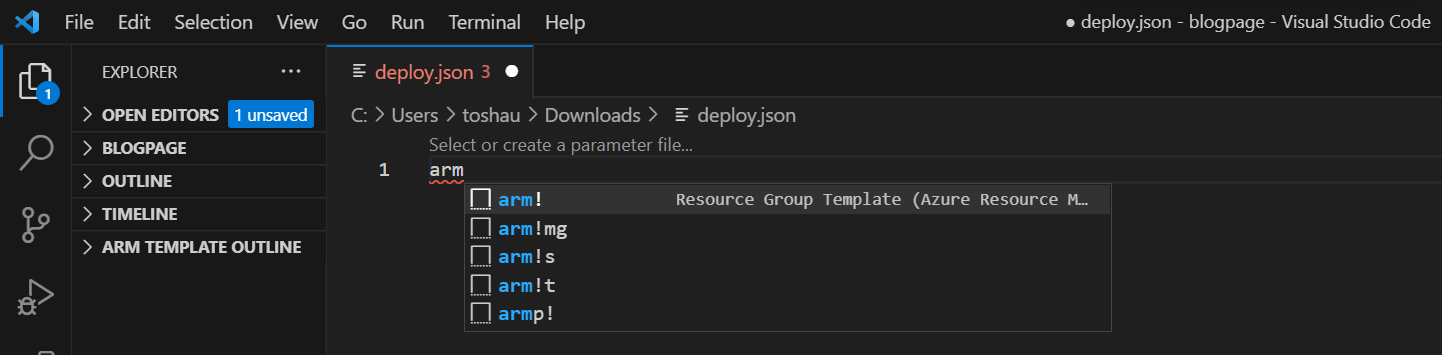 File Edit Selection View Go Run Terminal Help ● deploy.json - blogpage - Visual Studio Code
EXPLORER ···
deploy.json 3 ●
1
OPEN EDITORS 1 unsaved
C: > Users > toshau > Downloads > deploy.json
BLOGPAGE
Select or create a parameter file...
1 arm
OUTLINE
arm! Resource Group Template (Azure Resource M…
TIMELINE
arm!mg
ARM TEMPLATE OUTLINE
arm!s
arm!t
armp!